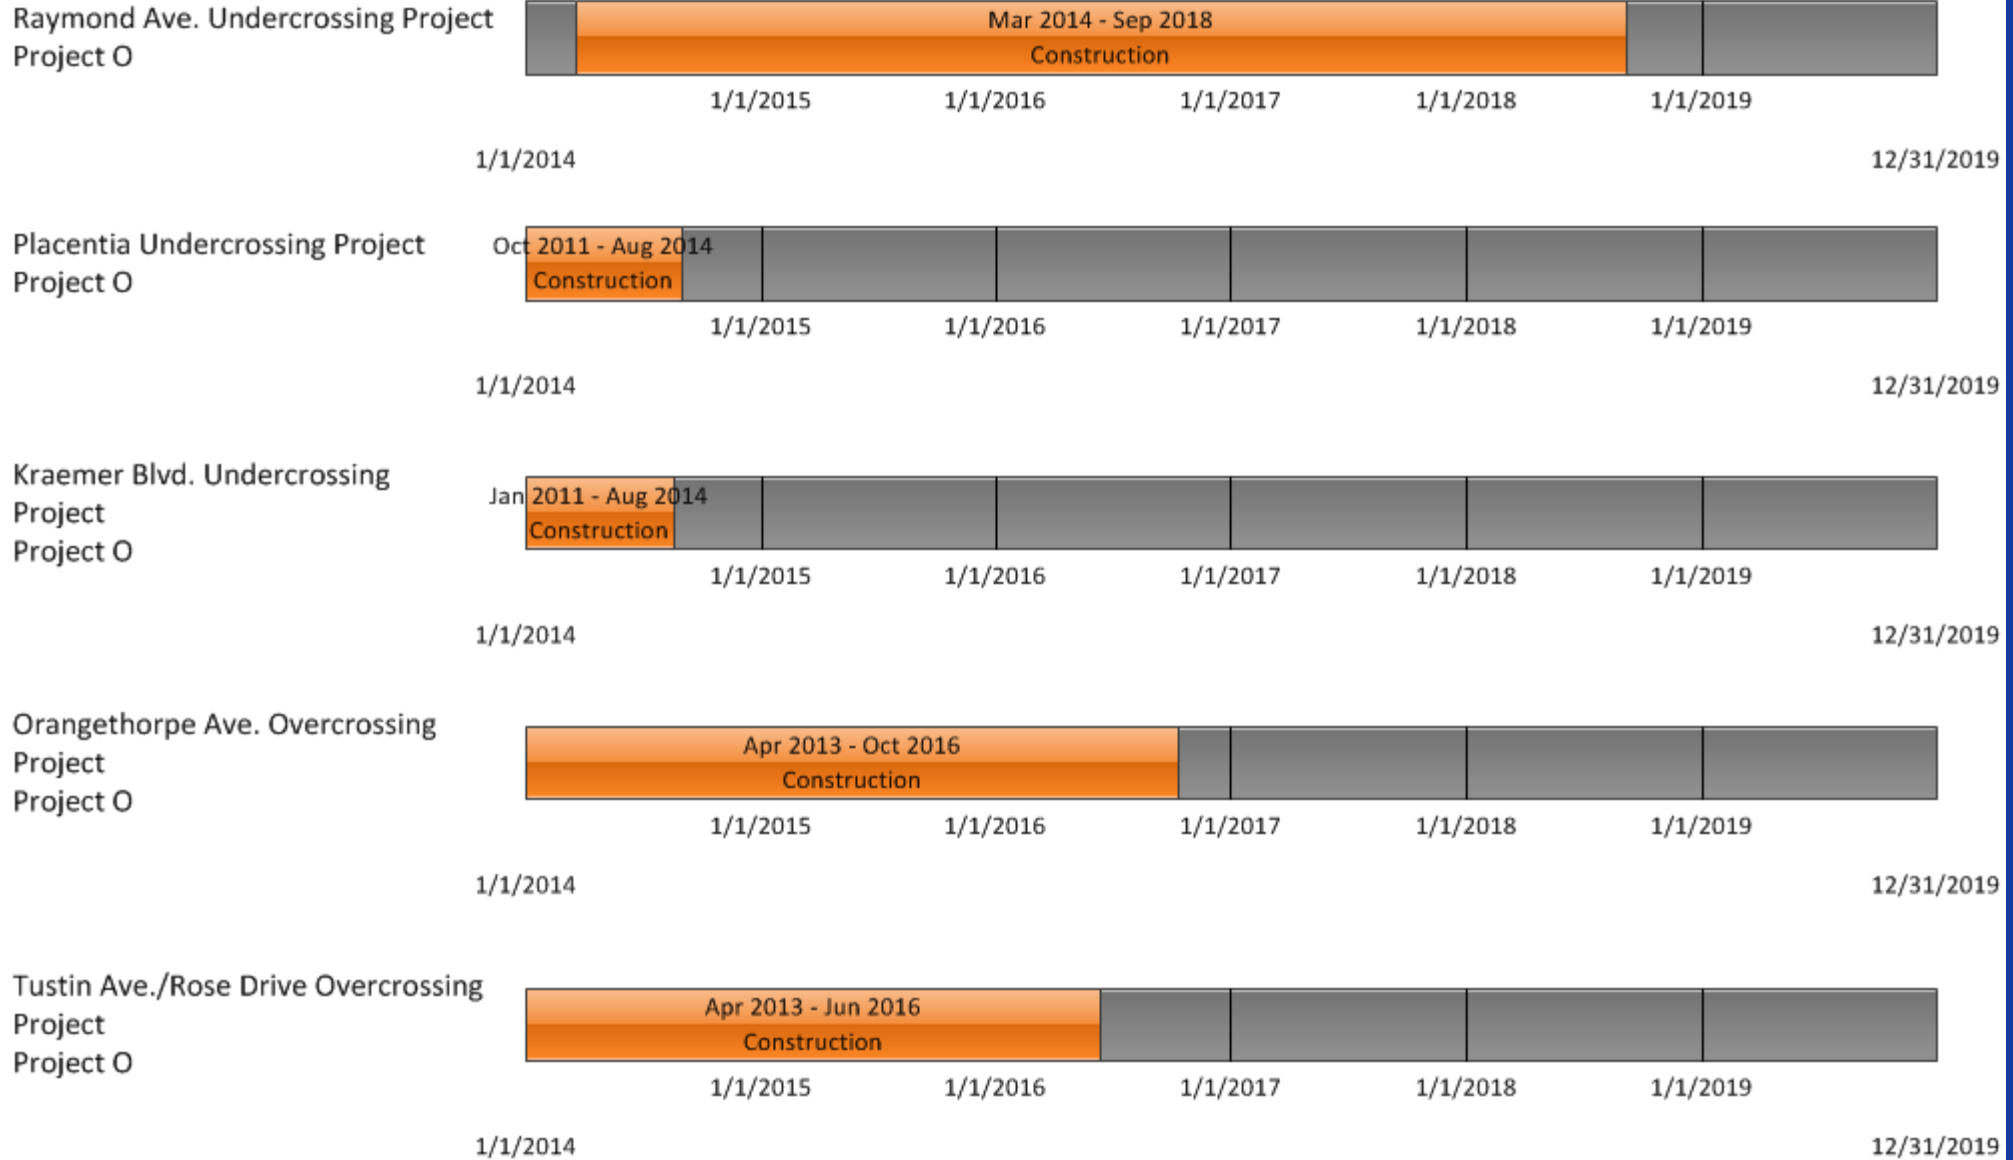 Raymond Ave. Undercrossing Project
Project O
Mar 2014 - Sep 2018
Construction
1/1/2015 1/1/2016 1/1/2017 1/1/2018 1/1/2019
1/1/2014 12/31/2019
Placentia Undercrossing Project
Project O
Oct 2011 - Aug 2014
Construction
1/1/2015 1/1/2016 1/1/2017 1/1/2018 1/1/2019
1/1/2014 12/31/2019
Kraemer Blvd. Undercrossing
Project
Project O
Jan 2011 - Aug 2014
Construction
1/1/2015 1/1/2016 1/1/2017 1/1/2018 1/1/2019
1/1/2014 12/31/2019
Orangethorpe Ave. Overcrossing
Project
Project O
Apr 2013 - Oct 2016
Construction
1/1/2015 1/1/2016 1/1/2017 1/1/2018 1/1/2019
1/1/2014 12/31/2019
Tustin Ave./Rose Drive Overcrossing
Project
Project O
Apr 2013 - Jun 2016
Construction
1/1/2015 1/1/2016 1/1/2017 1/1/2018 1/1/2019
1/1/2014 12/31/2019